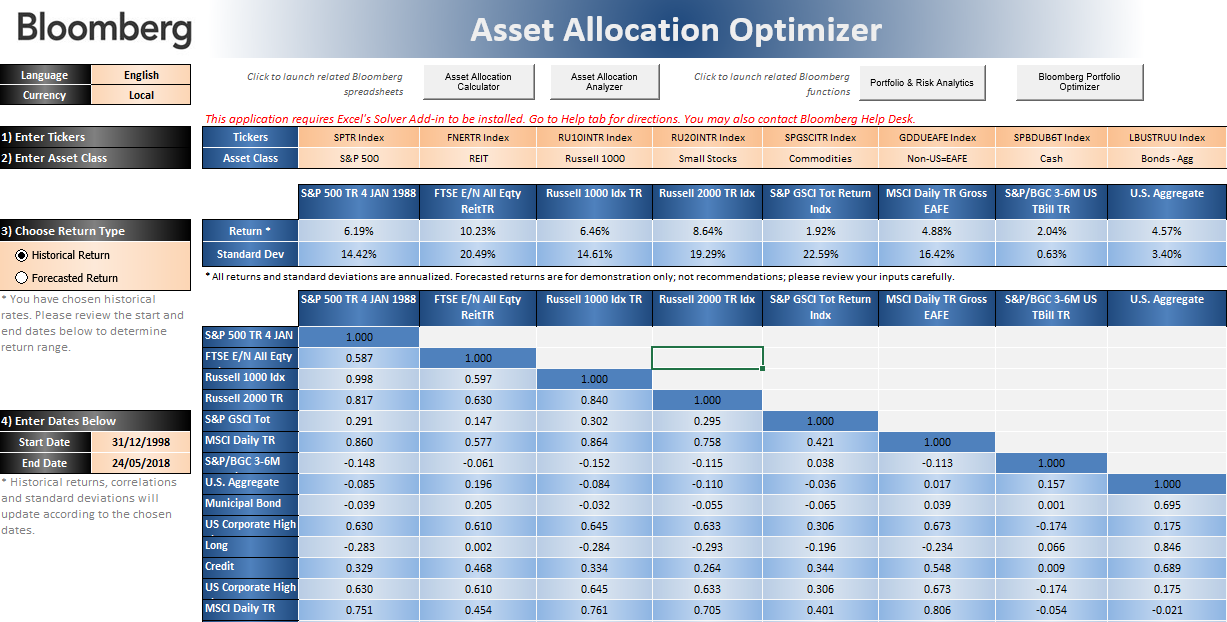 Bloomberg
Asset Allocation Optimizer
Language English
Currency Local
Click to launch related Bloomberg spreadsheets
Asset Allocation Calculator
Asset Allocation Analyzer
Click to launch related Bloomberg functions
Portfolio & Risk Analytics
Bloomberg Portfolio Optimizer
This application requires Excel's Solver Add-in to be installed. Go to Help tab for directions. You may also contact Bloomberg Help Desk.
1) Enter Tickers
2) Enter Asset Class
Tickers SPTR Index FNERTR Index RU10INTR Index RU20INTR Index SPGSCITR Index GDDUEAFE Index SPBDUB6T Index LBUSTRUU Index
Asset Class S&P 500 REIT Russell 1000 Small Stocks Commodities Non-US=EAFE Cash Bonds - Agg
S&P 500 TR 4 JAN 1988 FTSE E/N All Eqty ReitTR Russell 1000 Idx TR Russell 2000 TR Idx S&P GSCI Tot Return Indx MSCI Daily TR Gross EAFE S&P/BGC 3-6M US TBill TR U.S. Aggregate
3) Choose Return Type
Historical Return
Forecasted Return
Return * 6.19% 10.23% 6.46% 8.64% 1.92% 4.88% 2.04% 4.57%
Standard Dev 14.42% 20.49% 14.61% 19.29% 22.59% 16.42% 0.63% 3.40%
* All returns and standard deviations are annualized. Forecasted returns are for demonstration only; not recommendations; please review your inputs carefully.
* You have chosen historical
rates. Please review the start and
end dates below to determine
return range.
S&P 500 TR 4 JAN 1988 FTSE E/N All Eqty ReitTR Russell 1000 Idx TR Russell 2000 TR Idx S&P GSCI Tot Return Indx MSCI Daily TR Gross EAFE S&P/BGC 3-6M US TBill TR U.S. Aggregate
S&P 500 TR 4 JAN 1.000
FTSE E/N All Eqty 0.587 1.000
Russell 1000 Idx 0.998 0.597 1.000
Russell 2000 TR 0.817 0.630 0.840 1.000
S&P GSCI Tot 0.291 0.147 0.302 0.295 1.000
MSCI Daily TR 0.860 0.577 0.864 0.758 0.421 1.000
S&P/BGC 3-6M -0.148 -0.061 -0.152 -0.115 0.038 -0.113 1.000
U.S. Aggregate -0.085 0.196 -0.084 -0.110 -0.036 0.017 0.157 1.000
Municipal Bond -0.039 0.205 -0.032 -0.055 -0.065 0.039 0.001 0.695
US Corporate High 0.630 0.610 0.645 0.633 0.306 0.673 -0.174 0.175
Long -0.283 0.002 -0.284 -0.293 -0.196 -0.234 0.066 0.846
Credit 0.329 0.468 0.334 0.264 0.344 0.548 0.009 0.689
US Corporate High 0.630 0.610 0.645 0.633 0.306 0.673 -0.174 0.175
MSCI Daily TR 0.751 0.454 0.761 0.705 0.401 0.806 -0.054 -0.021
4) Enter Dates Below
Start Date 31/12/1998
End Date 24/05/2018
* Historical returns, correlations
and standard deviations will
update according to the chosen
dates.